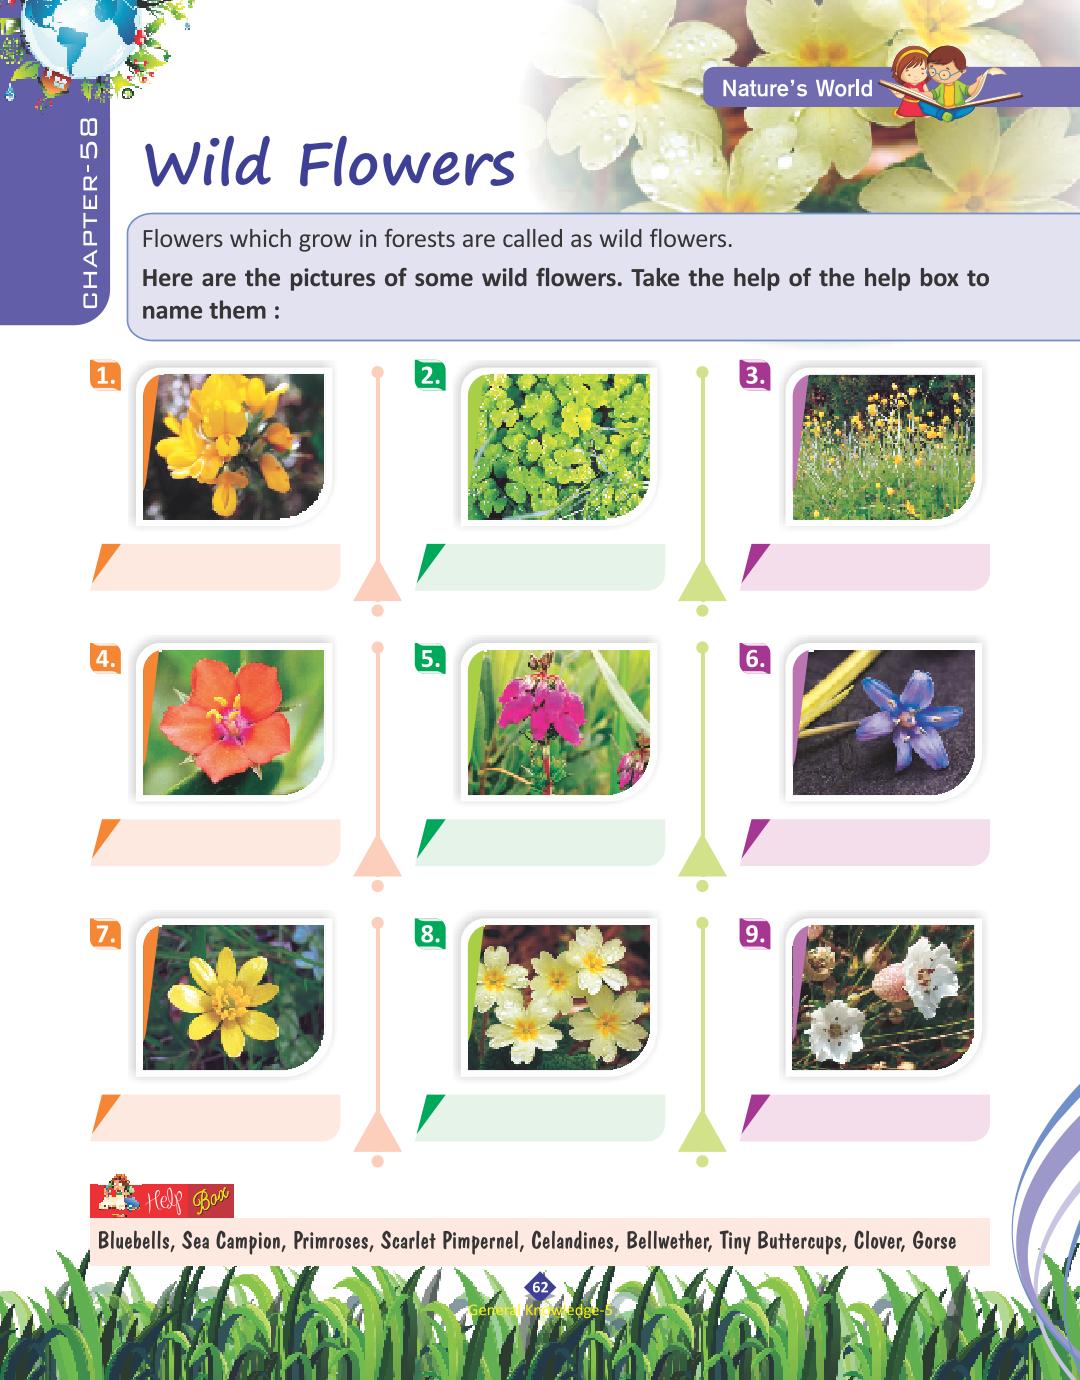 Nature's World
CHAPTER-58
Wild Flowers
Flowers which grow in forests are called as wild flowers.
Here are the pictures of some wild flowers. Take the help of the help box to
name them :
1.
2.
3.
4.
5.
6.
7.
8.
9.
Help Box
Bluebells, Sea Campion, Primroses, Scarlet Pimpernel, Celandines, Bellwether, Tiny Buttercups, Clover, Gorse
62
General Knowledge-5